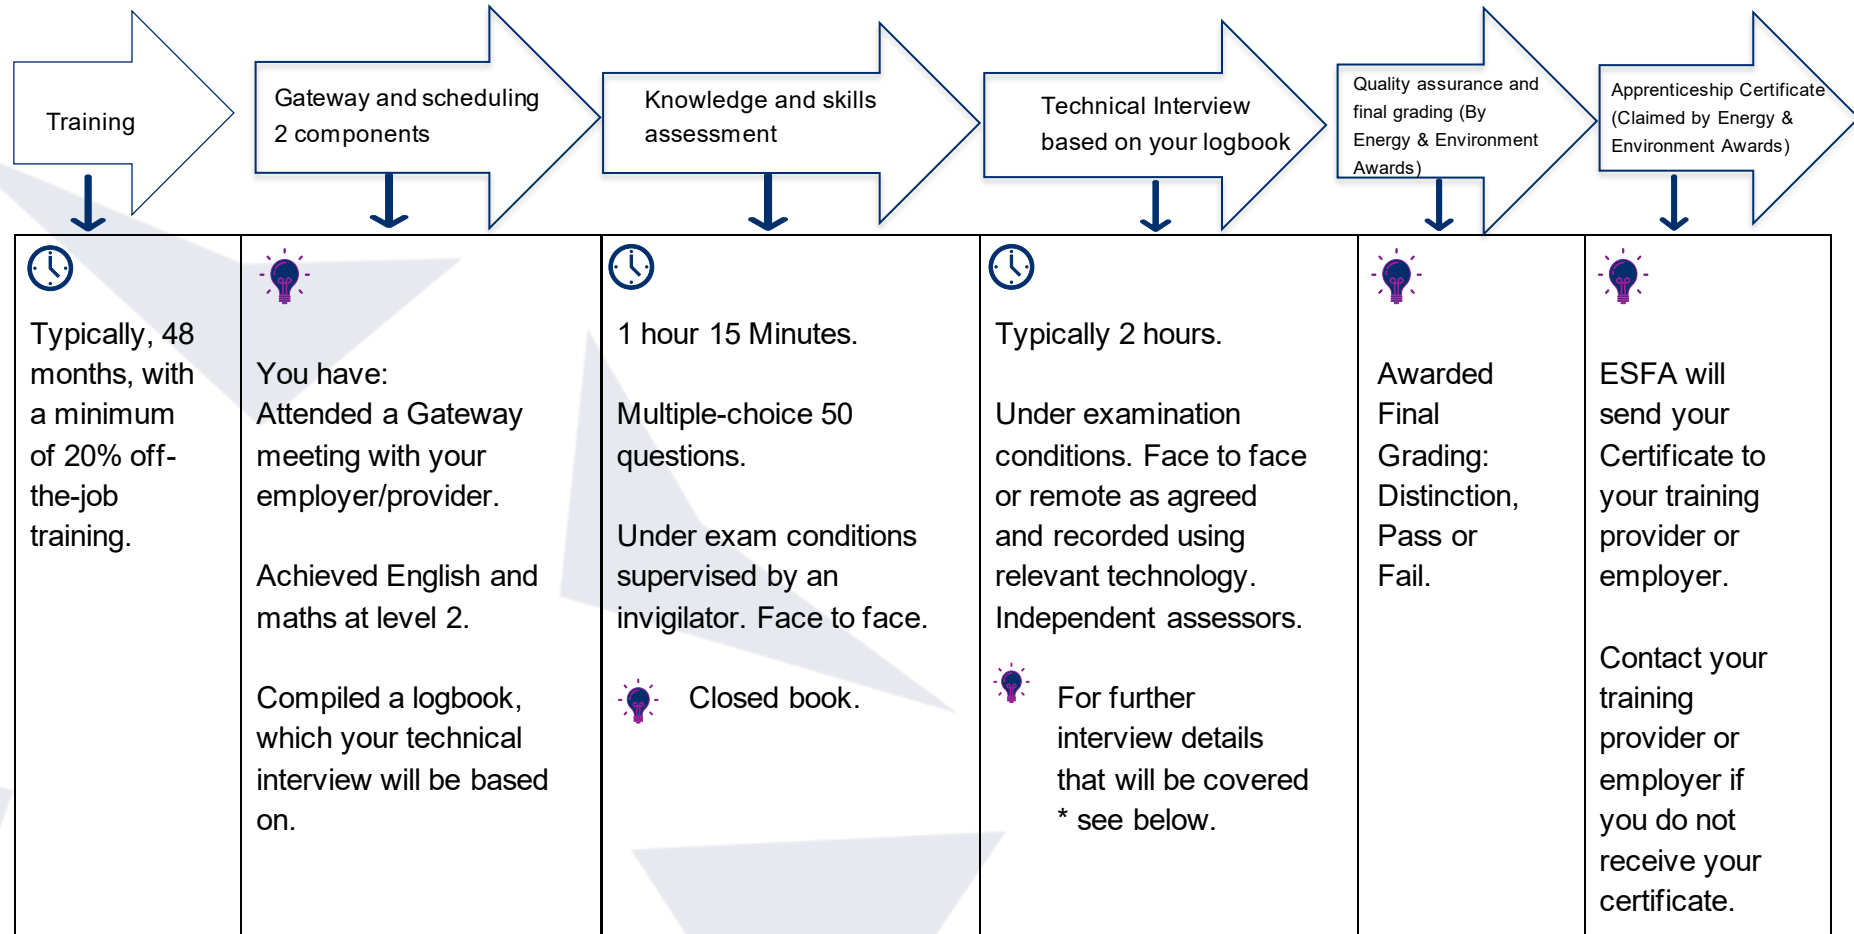 Training
Gateway and scheduling
2 components
Knowledge and skills
assessment
Technical Interview
based on your logbook
Quality assurance and
final grading (By
Energy & Environment
Awards)
Apprenticeship Certificate
(Claimed by Energy &
Environment Awards)
Typically, 48
months, with
a minimum
of 20% off-
the-job
training.
You have:
Attended a Gateway
meeting with your
employer/provider.
Achieved English and
maths at level 2.
Compiled a logbook,
which your technical
interview will be based
on.
1 hour 15 Minutes.
Multiple-choice 50
questions.
Under exam conditions
supervised by an
invigilator. Face to face.
Closed book.
Typically 2 hours.
Under examination
conditions. Face to face
or remote as agreed
and recorded using
relevant technology.
Independent assessors.
For further
interview details
that will be covered
* see below.
Awarded
Final
Grading:
Distinction,
Pass or
Fail.
ESFA will
send your
Certificate to
your training
provider or
employer.
Contact your
training
provider or
employer if
you do not
receive your
certificate.